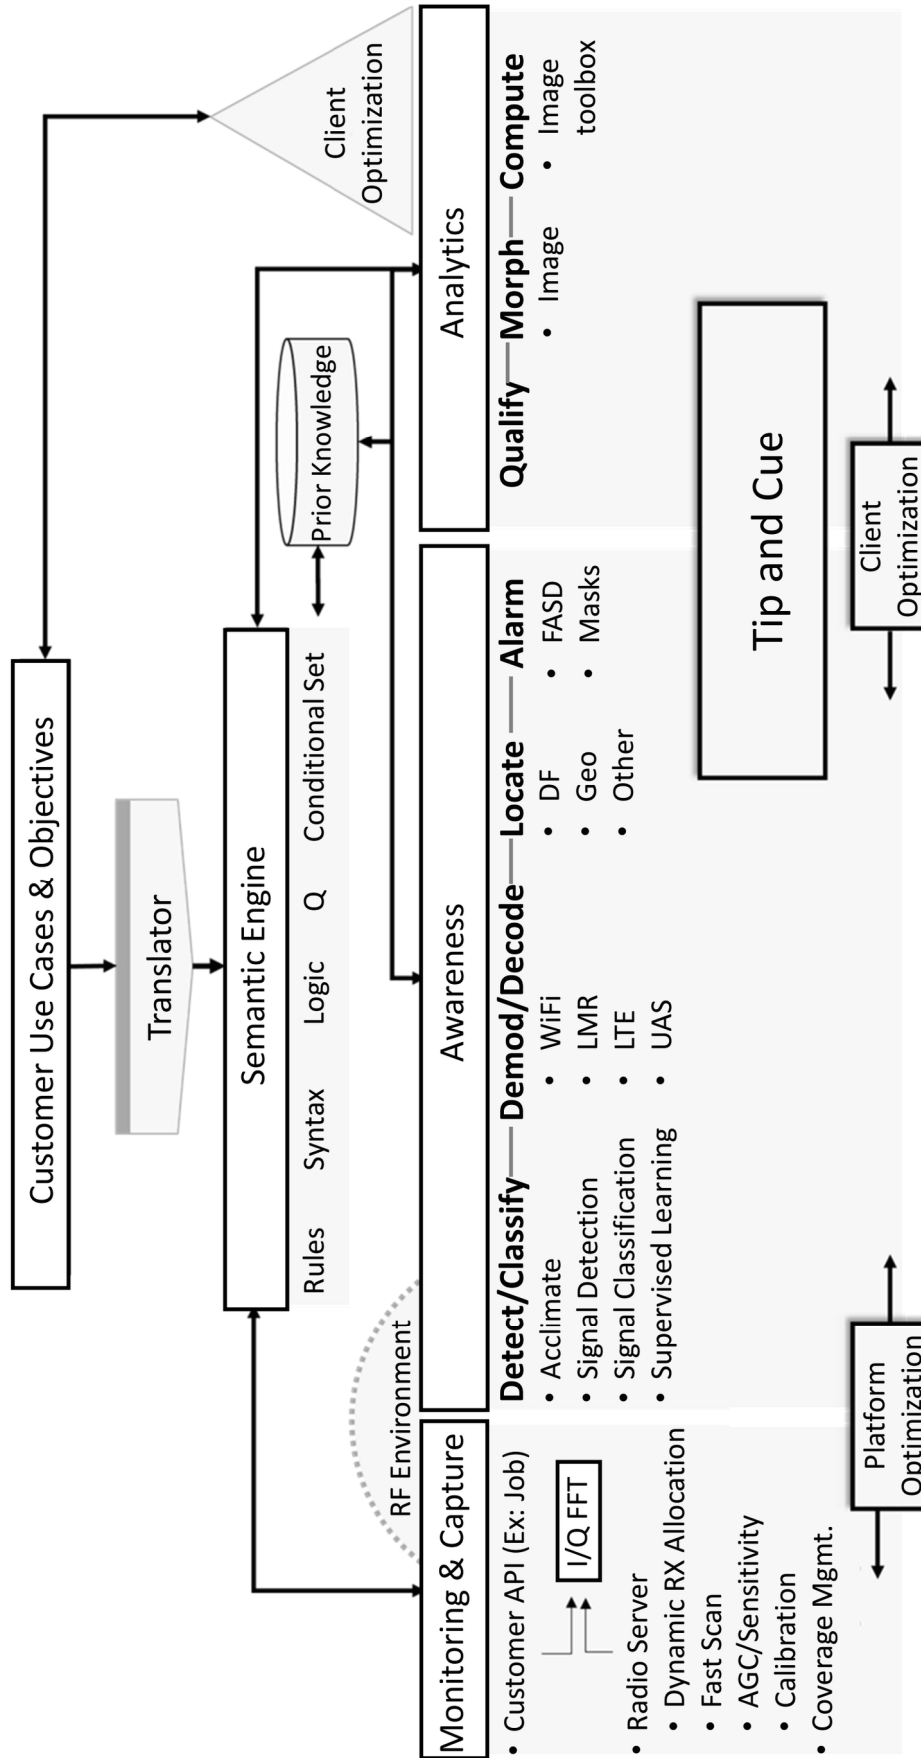 Customer Use Cases & Objectives
Translator
Client
Optimization
Semantic Engine
Rules Syntax Logic Q Conditional Set
Prior Knowledge
RF Environment
Monitoring & Capture
• Customer API (Ex: Job)
I/Q FFT
• Radio Server
• Dynamic RX Allocation
• Fast Scan
• AGC/Sensitivity
• Calibration
• Coverage Mgmt.
Awareness
Detect/Classify
• Acclimate
• Signal Detection
• Signal Classification
• Supervised Learning
Demod/Decode
• WiFi
• LMR
• LTE
• UAS
Locate
• DF
• Geo
• Other
Alarm
• FASD
• Masks
Analytics
Qualify
Morph
• Image
Compute
• Image
toolbox
Tip and Cue
Platform
Optimization
Client
Optimization